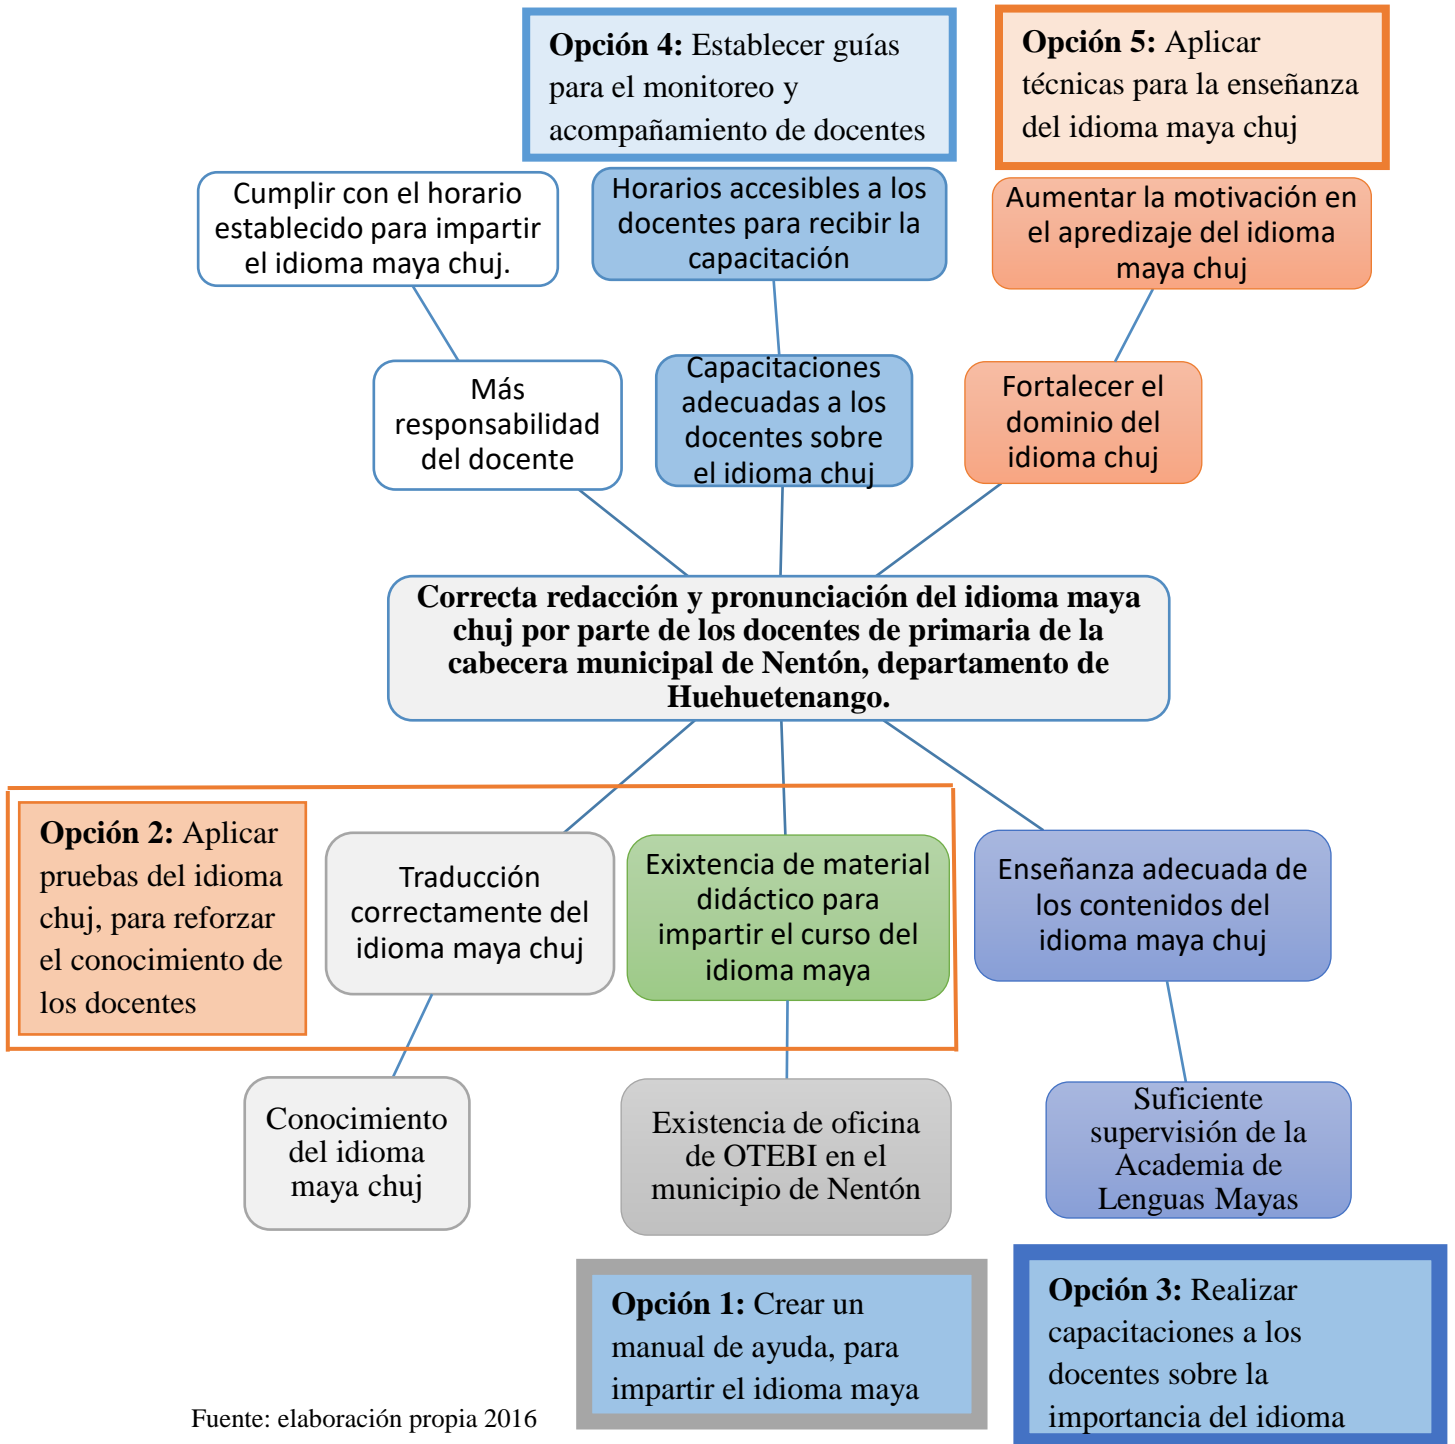 Opción 4: Establecer guías
para el monitoreo y
acompañamiento de docentes
Opción 5: Aplicar
técnicas para la enseñanza
del idioma maya chuj
Cumplir con el horario
establecido para impartir
el idioma maya chuj.
Horarios accesibles a los
docentes para recibir la
capacitación
Aumentar la motivación en
el apredizaje del idioma
maya chuj
Más
responsabilidad
del docente
Capacitaciones
adecuadas a los
docentes sobre
el idioma chuj
Fortalecer el
dominio del
idioma chuj
Correcta redacción y pronunciación del idioma maya
chuj por parte de los docentes de primaria de la
cabecera municipal de Nentón, departamento de
Huehuetenango.
Opción 2: Aplicar
pruebas del idioma
chuj, para reforzar
el conocimiento de
los docentes
Traducción
correctamente del
idioma maya chuj
Exixtencia de material
didáctico para
impartir el curso del
idioma maya
Enseñanza adecuada de
los contenidos del
idioma maya chuj
Conocimiento
del idioma
maya chuj
Existencia de oficina
de OTEBI en el
municipio de Nentón
Suficiente
supervisión de la
Academia de
Lenguas Mayas
Opción 1: Crear un
manual de ayuda, para
impartir el idioma maya
Opción 3: Realizar
capacitaciones a los
docentes sobre la
importancia del idioma
Fuente: elaboración propia 2016